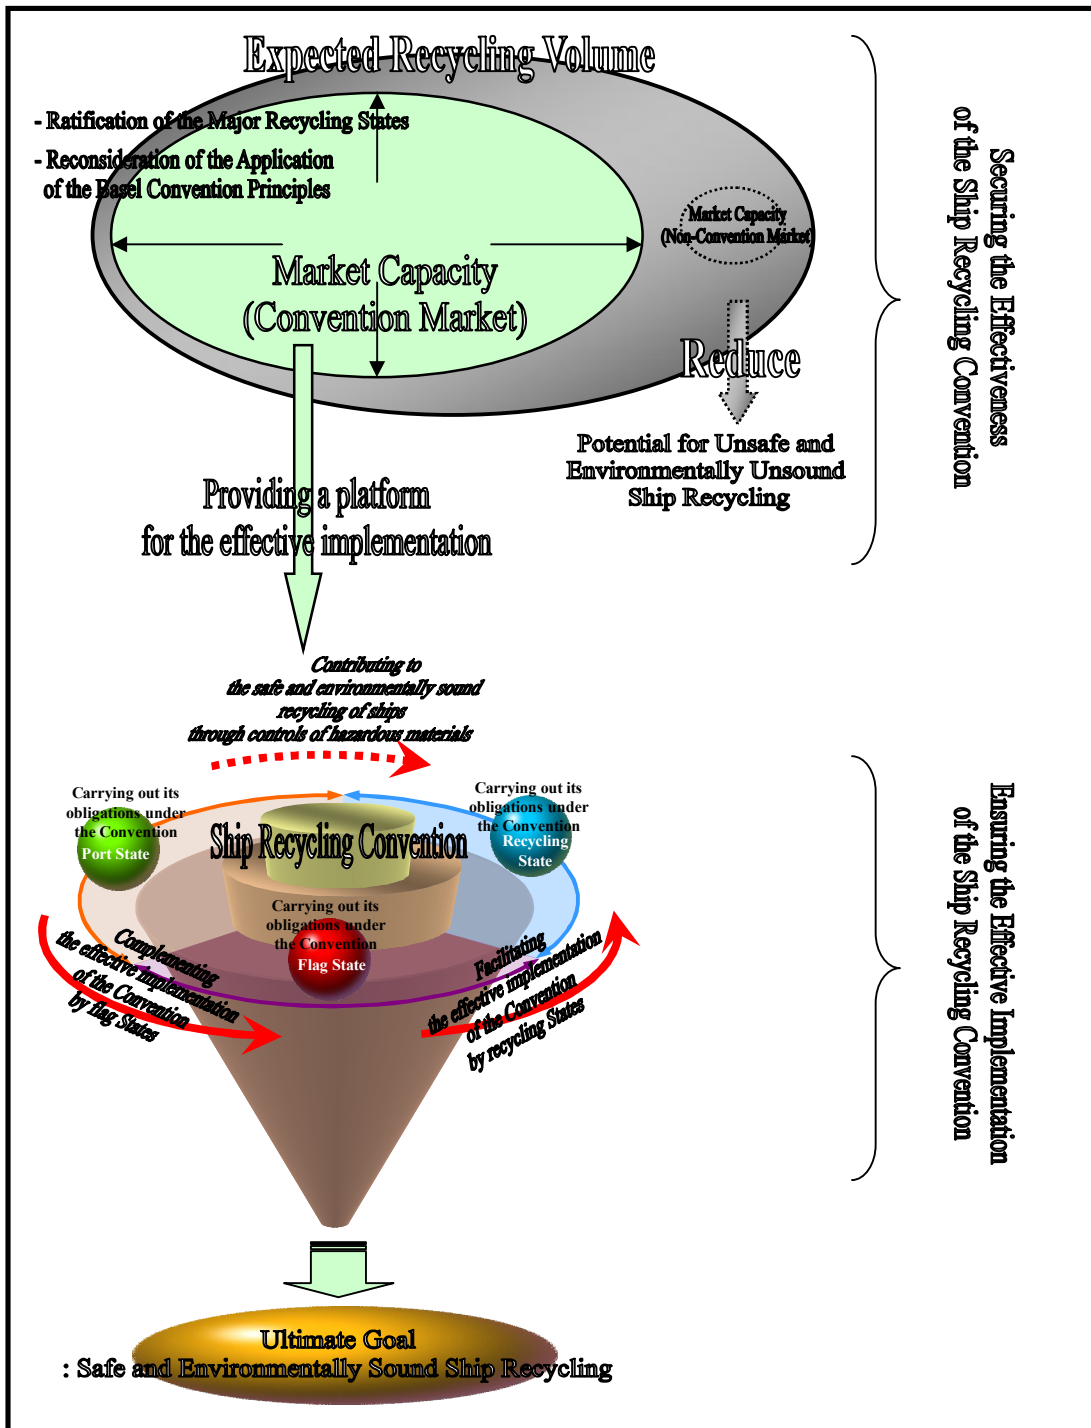 Expected Recycling Volume
- Ratification of the Major Recycling States
- Reconsideration of the Application
of the Basel Convention Principles
Market Capacity
(Non-Convention Market)
Market Capacity
(Convention Market)
Reduce
Potential for Unsafe and
Environmentally Unsound
Ship Recycling
Securing the Effectiveness
of the Ship Recycling Convention
Providing a platform
for the effective implementation
Contributing to
the safe and environmentally sound
recycling of ships
through controls of hazardous materials
Carrying out its
obligations under
the Convention
Port State
Ship Recycling Convention
Carrying out its
obligations under
the Convention
Recycling
State
Carrying out its
obligations under
the Convention
Flag State
Complementing
the effective implementation
of the Convention
by flag States
Facilitating
the effective implementation
of the Convention
by recycling States
Ensuring the Effective Implementation
of the Ship Recycling Convention
Ultimate Goal
: Safe and Environmentally Sound Ship Recycling